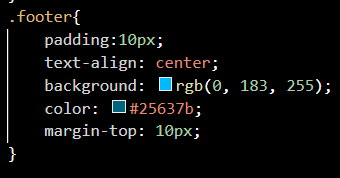 .footer{
padding:10px;
text-align: center;
background: rgb(0, 183, 255);
color: #25637b;
margin-top: 10px;
}